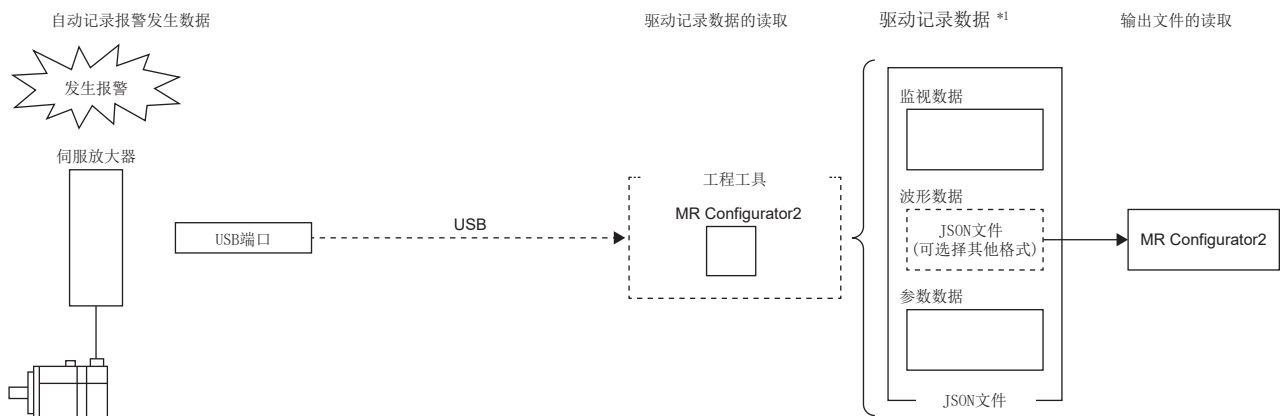 自动记录报警发生数据
驱动记录数据的读取
驱动记录数据 *1
输出文件的读取
发生报警
伺服放大器
USB端口
USB
工程工具
MR Configurator2
监视数据
波形数据
JSON文件
(可选择其他格式)
参数数据
JSON文件
MR Configurator2